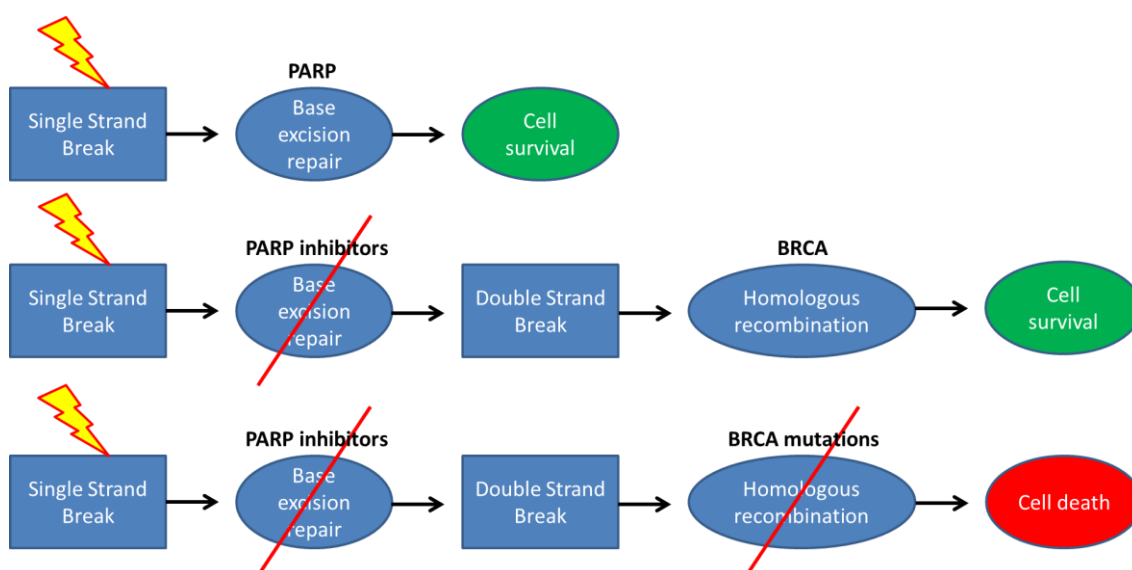 PARP
Single Strand
Break
Base
excision
repair
Cell
survival
PARP inhibitors
BRCA
Single Strand
Break
Base
excision
repair
Double Strand
Break
Homologous
recombination
Cell
survival
PARP inhibitors
BRCA mutations
Single Strand
Break
Base
excision
repair
Double Strand
Break
Homologous
recombination
Cell death